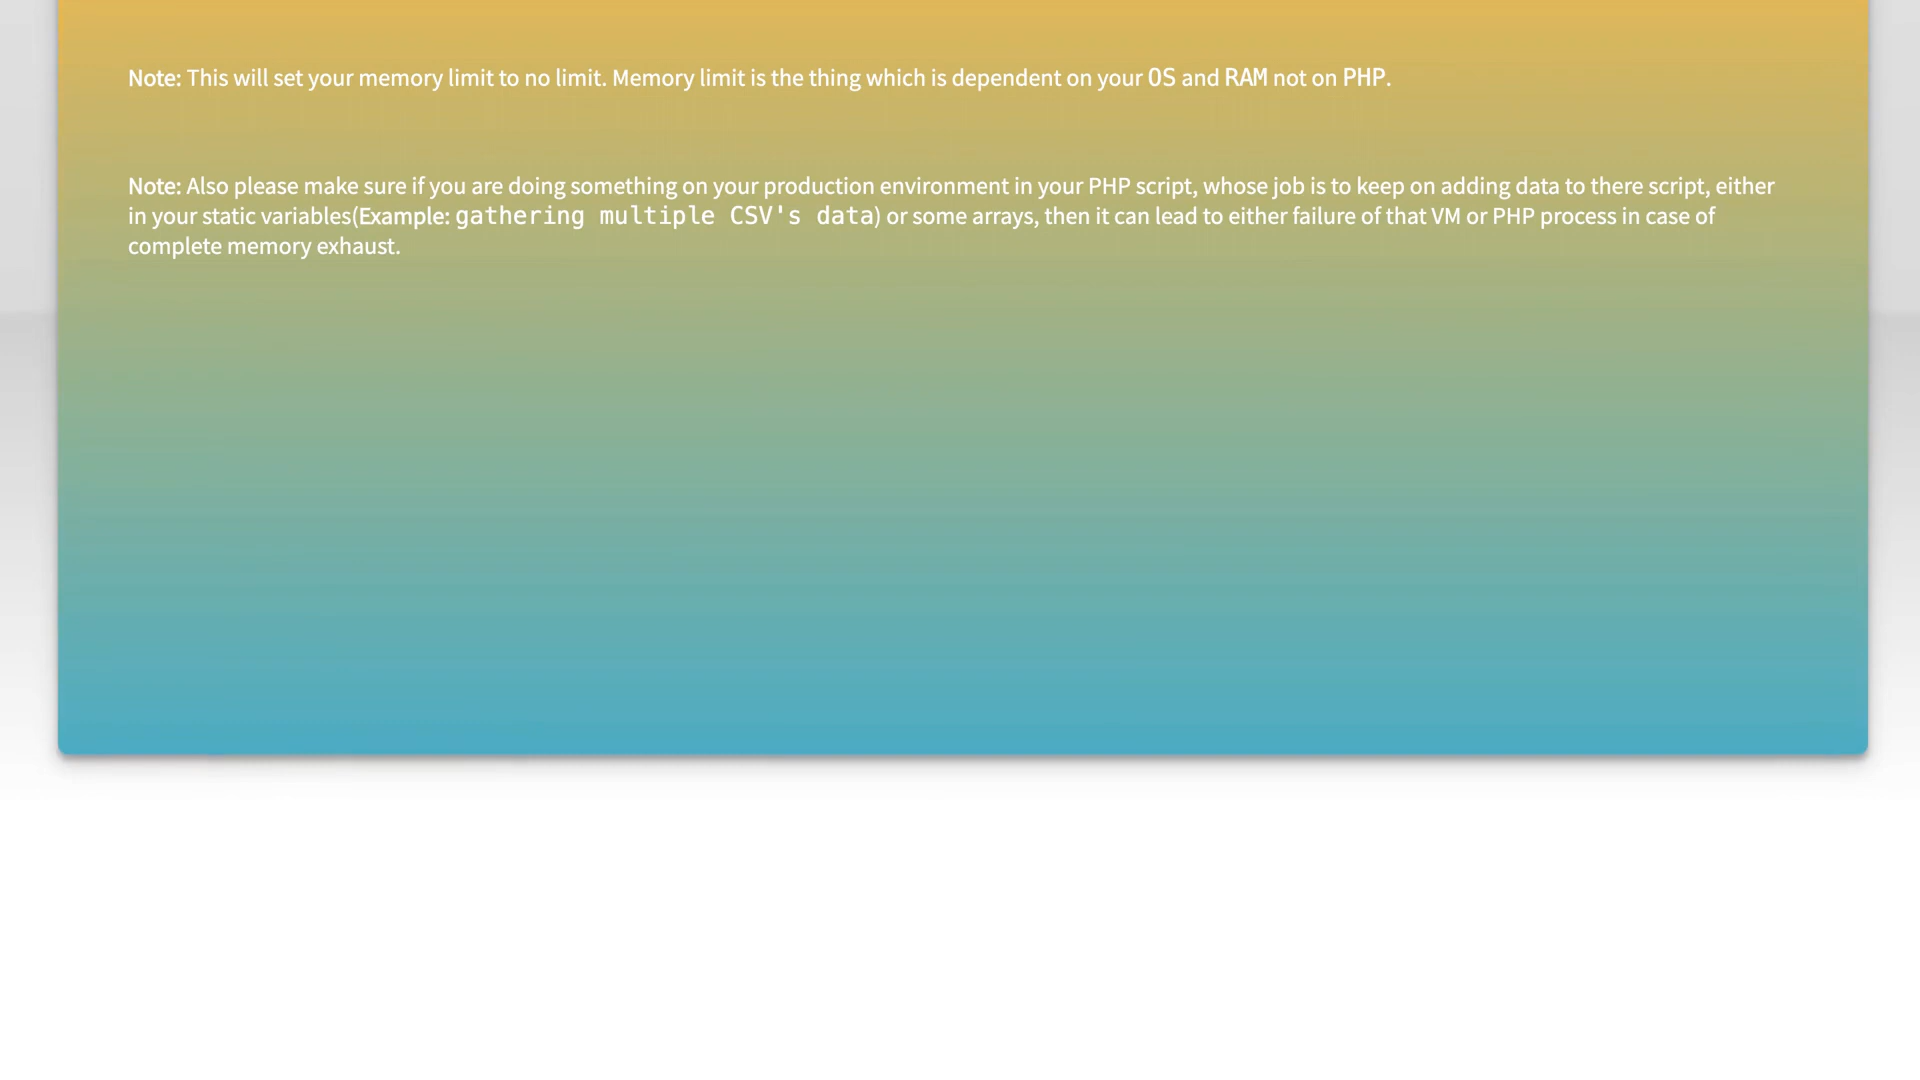 Note: This will set your memory limit to no limit. Memory limit is the thing which is dependent on your OS and RAM not on PHP.
Note: Also please make sure if you are doing something on your production environment in your PHP script, whose job is to keep on adding data to there script, either
in your static variables(Example: gathering multiple CSV's data) or some arrays, then it can lead to either failure of that VM or PHP process in case of
complete memory exhaust.